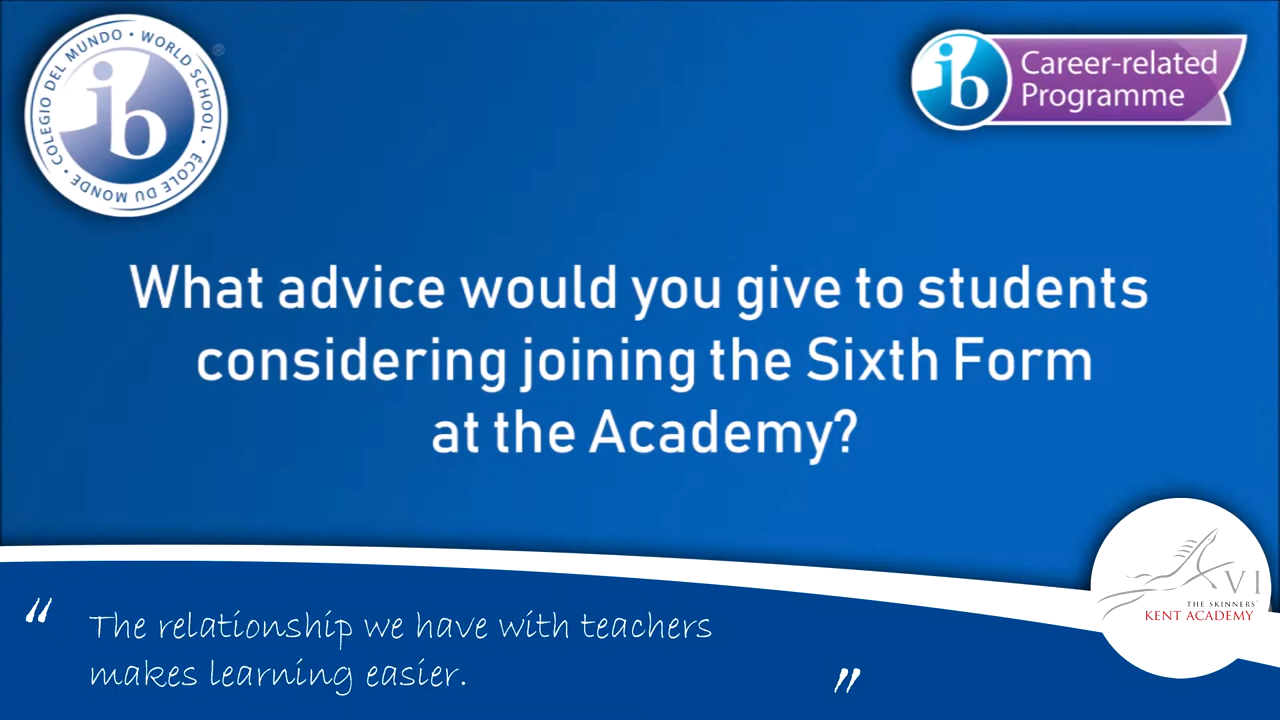 COLEGIO DEL MUNDO • WORLD SCHOOL • ÉCOLE DU MONDE •
ib
®
ib
Career-related
Programme
What advice would you give to students
considering joining the Sixth Form
at the Academy?
VI
THE SKINNERS'
KENT ACADEMY
“ The relationship we have with teachers
makes learning easier. ”